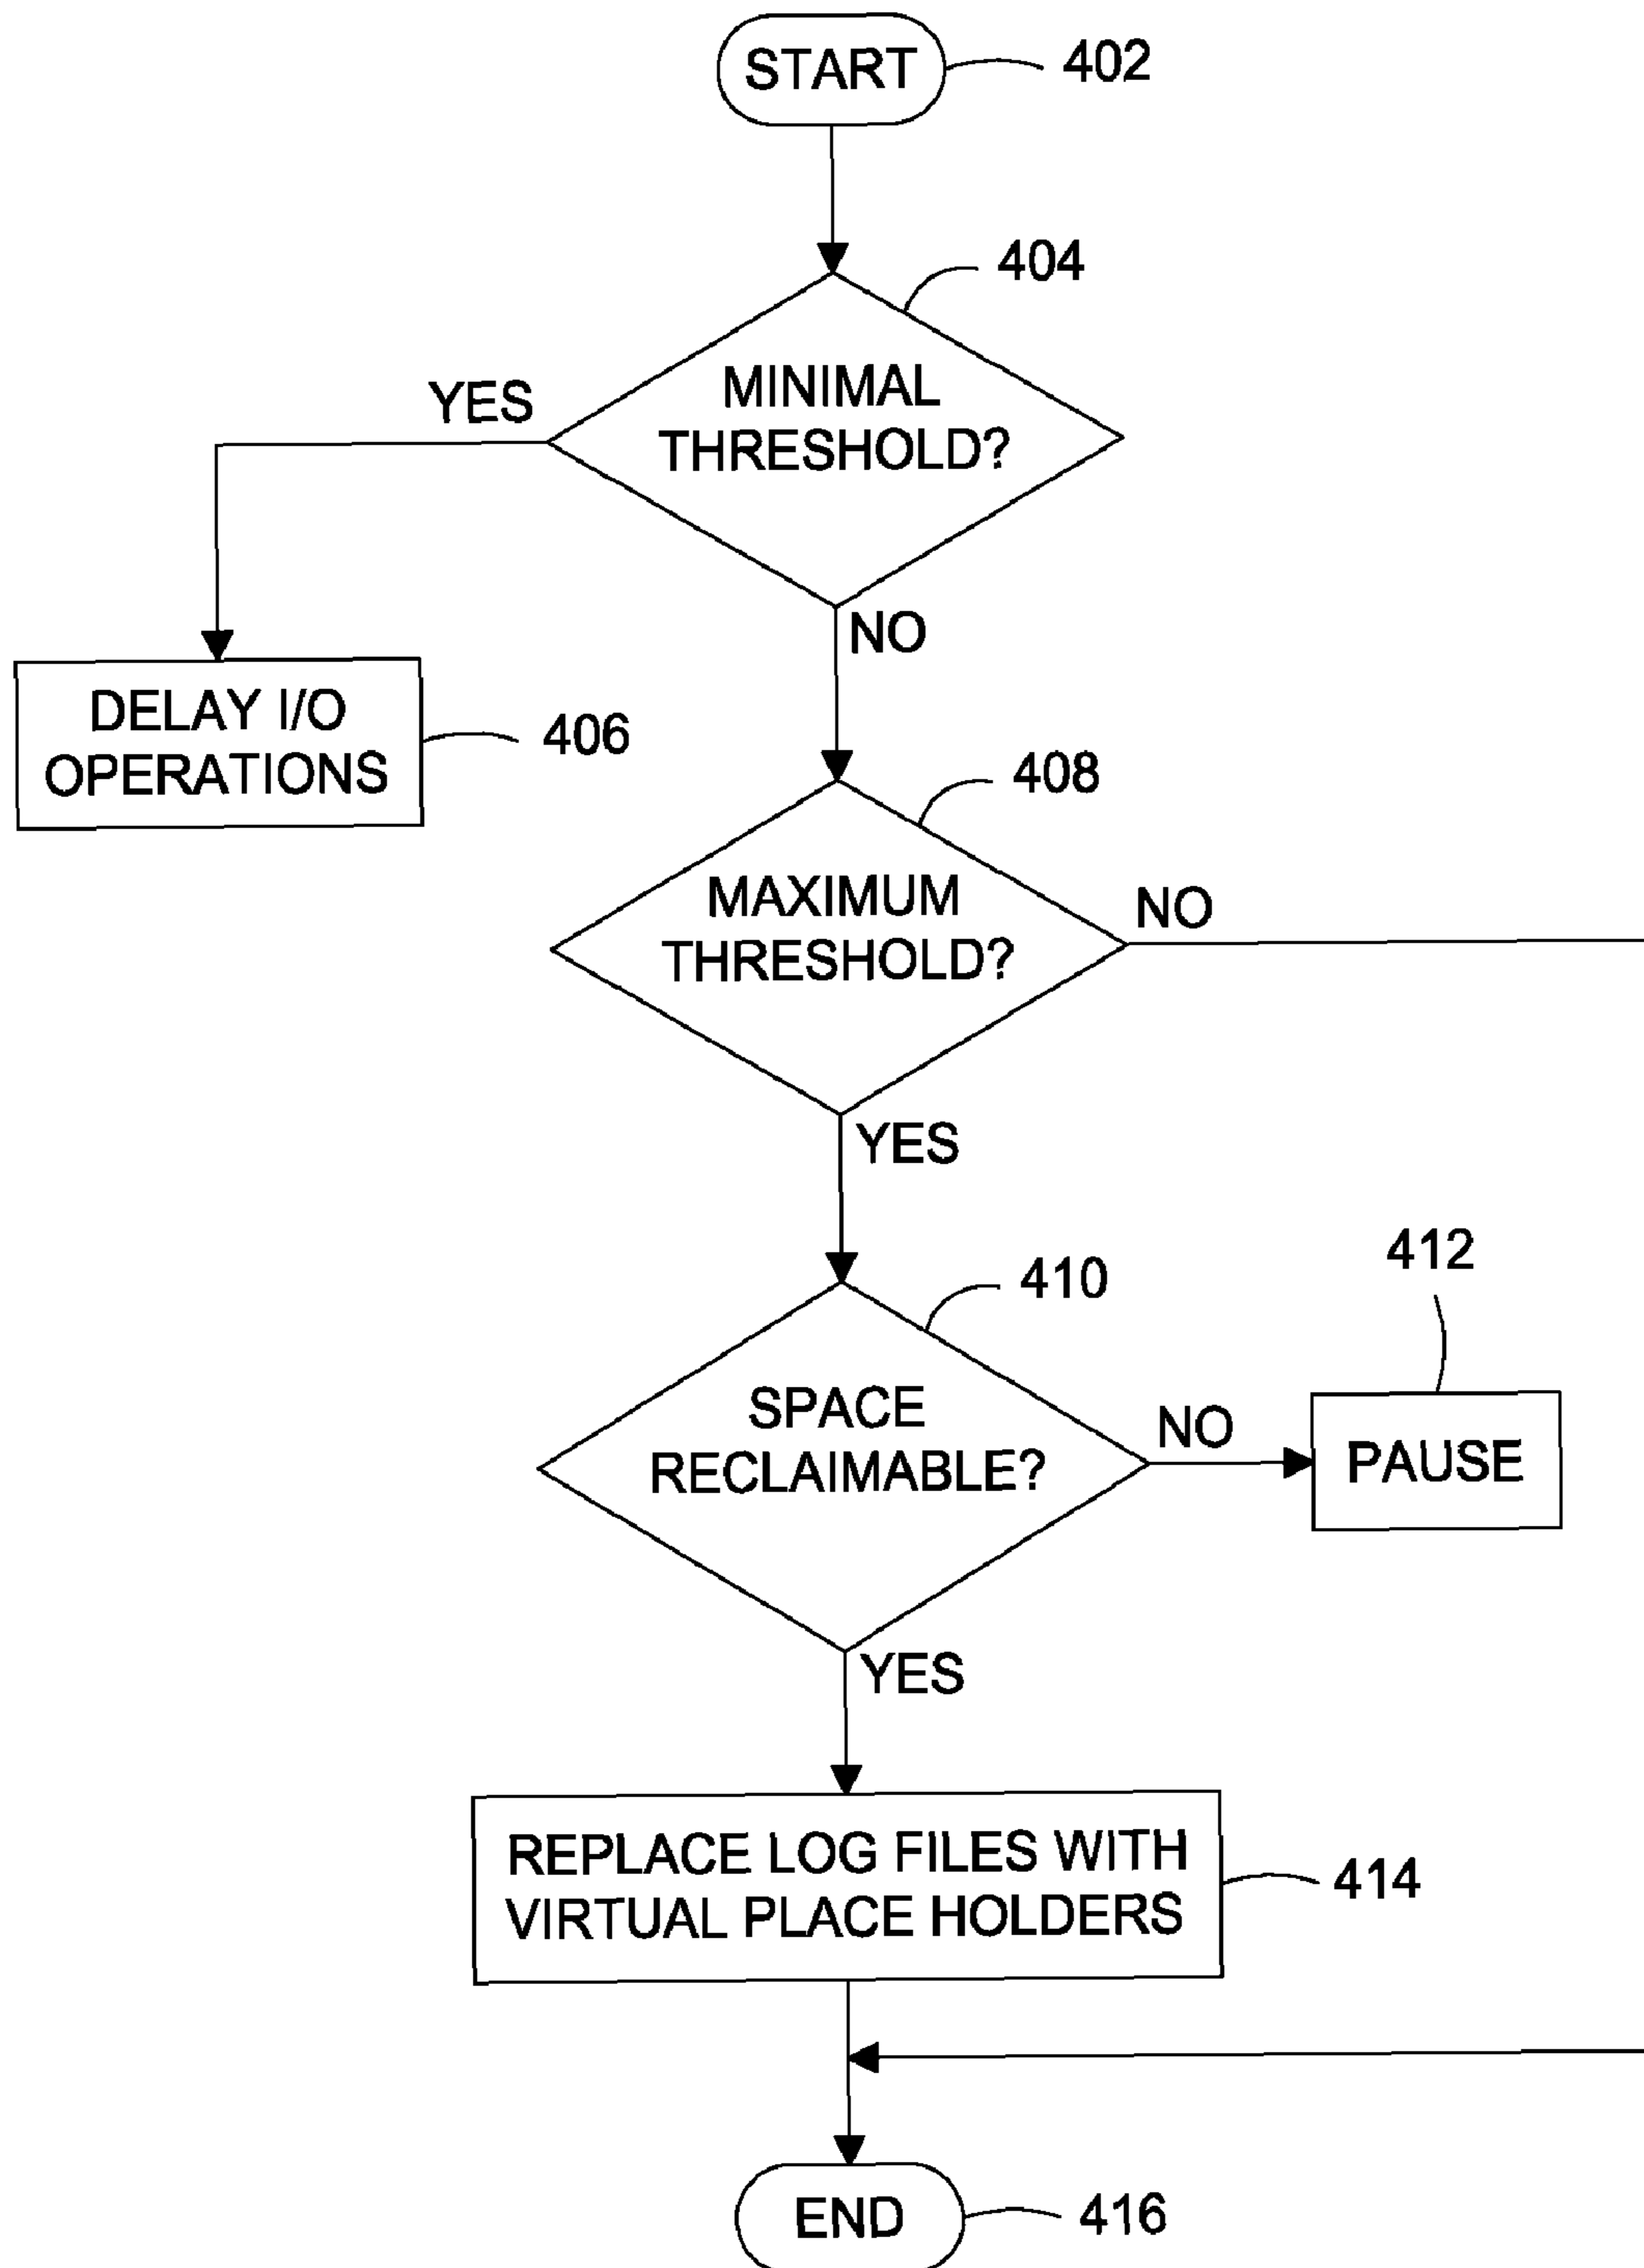 START
402
404
MINIMAL
THRESHOLD?
YES
NO
DELAY I/O
OPERATIONS
406
408
MAXIMUM
THRESHOLD?
NO
YES
410
412
SPACE
RECLAIMABLE?
NO
PAUSE
YES
REPLACE LOG FILES WITH
VIRTUAL PLACE HOLDERS
414
END
416